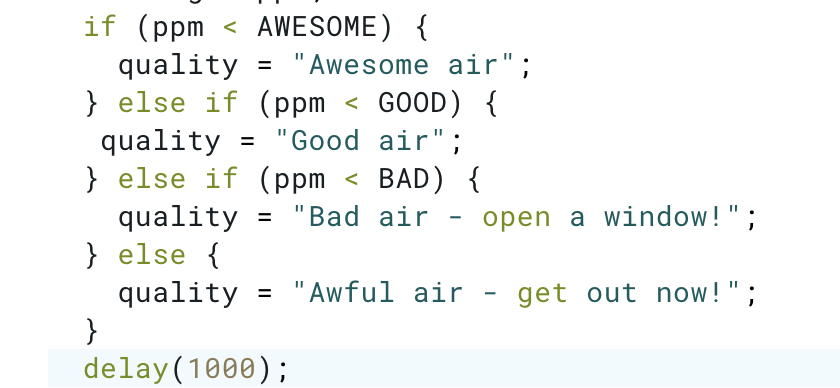 if (ppm < AWESOME) {
  quality = "Awesome air";
} else if (ppm < GOOD) {
 quality = "Good air";
} else if (ppm < BAD) {
  quality = "Bad air - open a window!";
} else {
  quality = "Awful air - get out now!";
}
delay(1000);